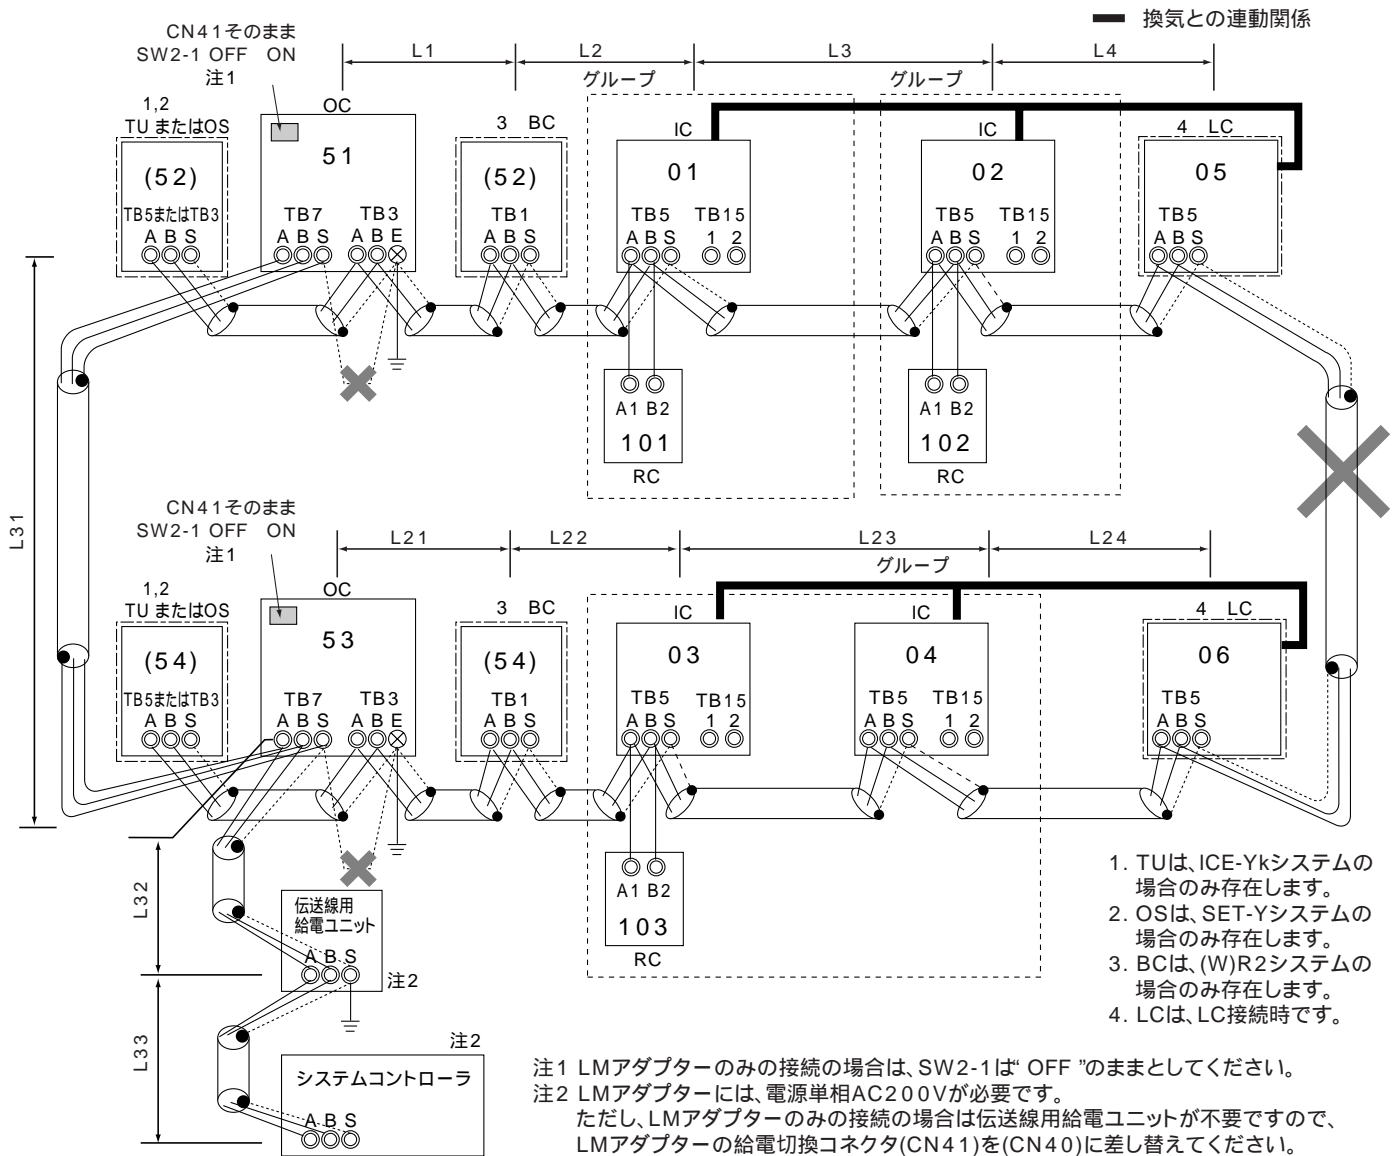 換気との連動関係
CN41そのまま
SW2-1 OFF ON
注1
L1
L2
L3
L4
グループ
グループ
1,2
TU またはOS
OC
3 BC
IC
IC
4 LC
(52)
51
(52)
01
02
05
TB5またはTB3
TB7
TB3
TB1
TB5
TB15
TB5
TB15
TB5
A B S
A B S
A B E
A B S
A B S
1 2
A B S
1 2
A B S
A1 B2
101
RC
A1 B2
102
RC
L31
CN41そのまま
SW2-1 OFF ON
注1
L21
L22
L23
L24
グループ
1,2
TU またはOS
OC
3 BC
IC
IC
4 LC
(54)
53
(54)
03
04
06
TB5またはTB3
TB7
TB3
TB1
TB5
TB15
TB5
TB15
TB5
A B S
A B S
A B E
A B S
A B S
1 2
A B S
1 2
A B S
A1 B2
103
RC
L32
伝送線用
給電ユニット
A B S
注2
L33
注2
システムコントローラ
A B S
1. TUは、ICE-Ykシステムの
場合のみ存在します。
2. OSは、SET-Yシステムの
場合のみ存在します。
3. BCは、(W)R2システムの
場合のみ存在します。
4. LCは、LC接続時です。
注1 LMアダプターのみの接続の場合は、SW2-1は“ OFF ”のままとしてください。
注2 LMアダプターには、電源単相AC200Vが必要です。
ただし、LMアダプターのみの接続の場合は伝送線用給電ユニットが不要ですので、
LMアダプターの給電切換コネクタ(CN41)を(CN40)に差し替えてください。